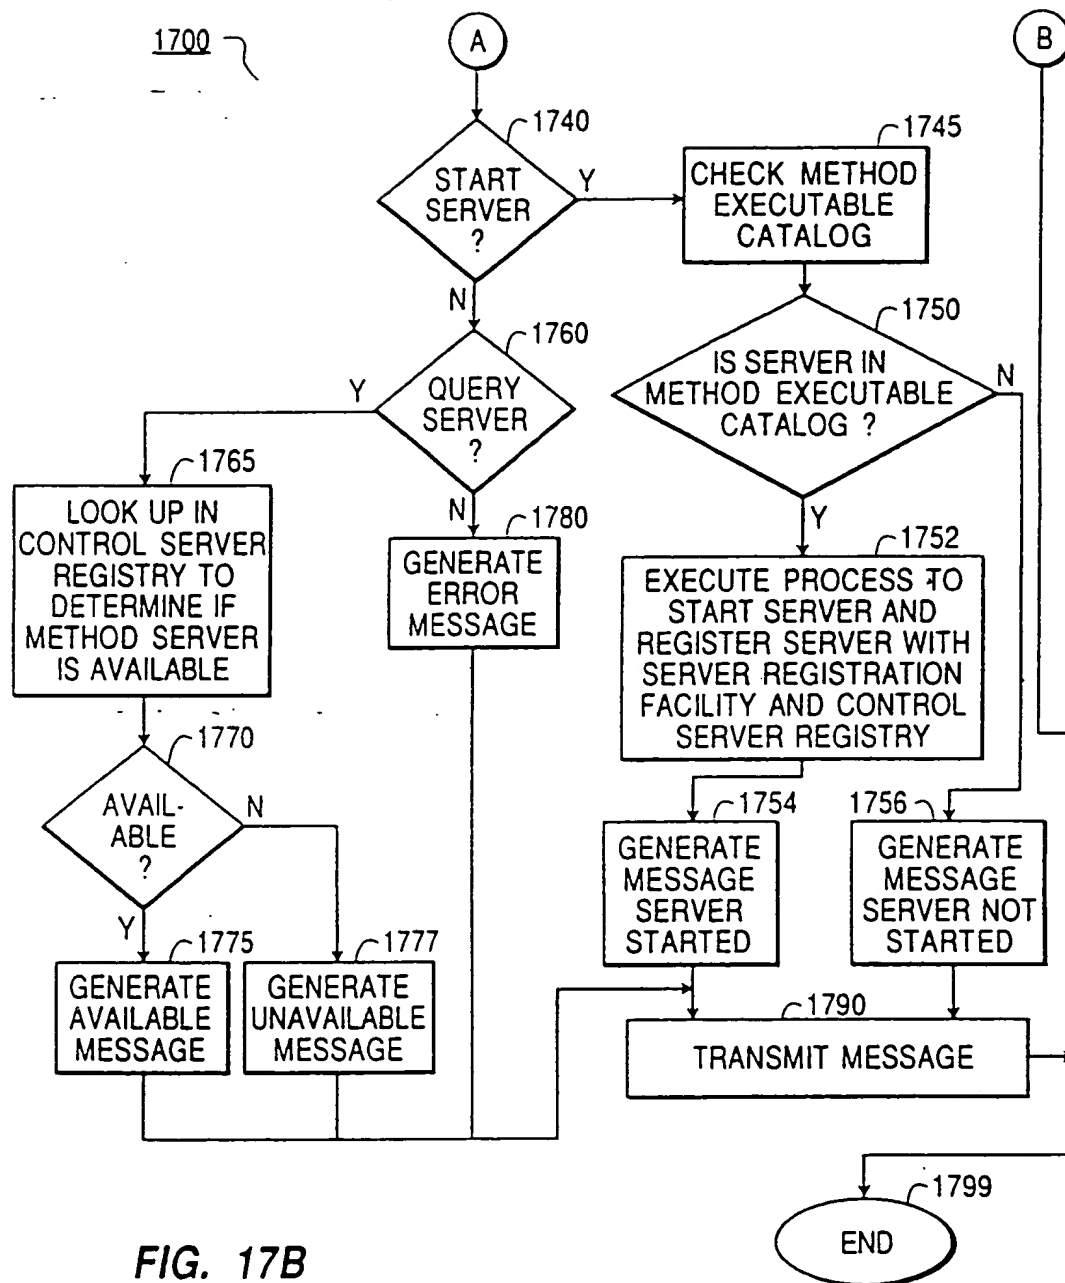 1700
A
B
1740
START
SERVER
?
Y
N
1745
CHECK METHOD
EXECUTABLE
CATALOG
1750
IS SERVER IN
METHOD EXECUTABLE
CATALOG ?
N
Y
1760
QUERY
SERVER
?
Y
N
1765
LOOK UP IN
CONTROL SERVER
REGISTRY TO
DETERMINE IF
METHOD SERVER
IS AVAILABLE
1780
GENERATE
ERROR
MESSAGE
1752
EXECUTE PROCESS TO
START SERVER AND
REGISTER SERVER WITH
SERVER REGISTRATION
FACILITY AND CONTROL
SERVER REGISTRY
1770
AVAIL-
ABLE
?
N
Y
1754
GENERATE
MESSAGE
SERVER
STARTED
1756
GENERATE
MESSAGE
SERVER NOT
STARTED
1775
GENERATE
AVAILABLE
MESSAGE
1777
GENERATE
UNAVAILABLE
MESSAGE
1790
TRANSMIT MESSAGE
1799
END
FIG. 17B